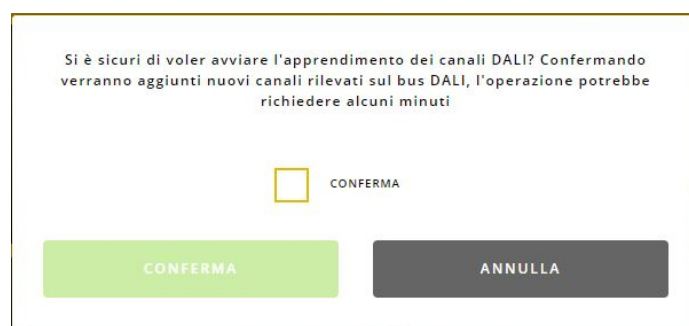 Si è sicuri di voler avviare l'apprendimento dei canali DALI? Confermando
verranno aggiunti nuovi canali rilevati sul bus DALI, l'operazione potrebbe
richiedere alcuni minuti
CONFERMA
CONFERMA
ANNULLA